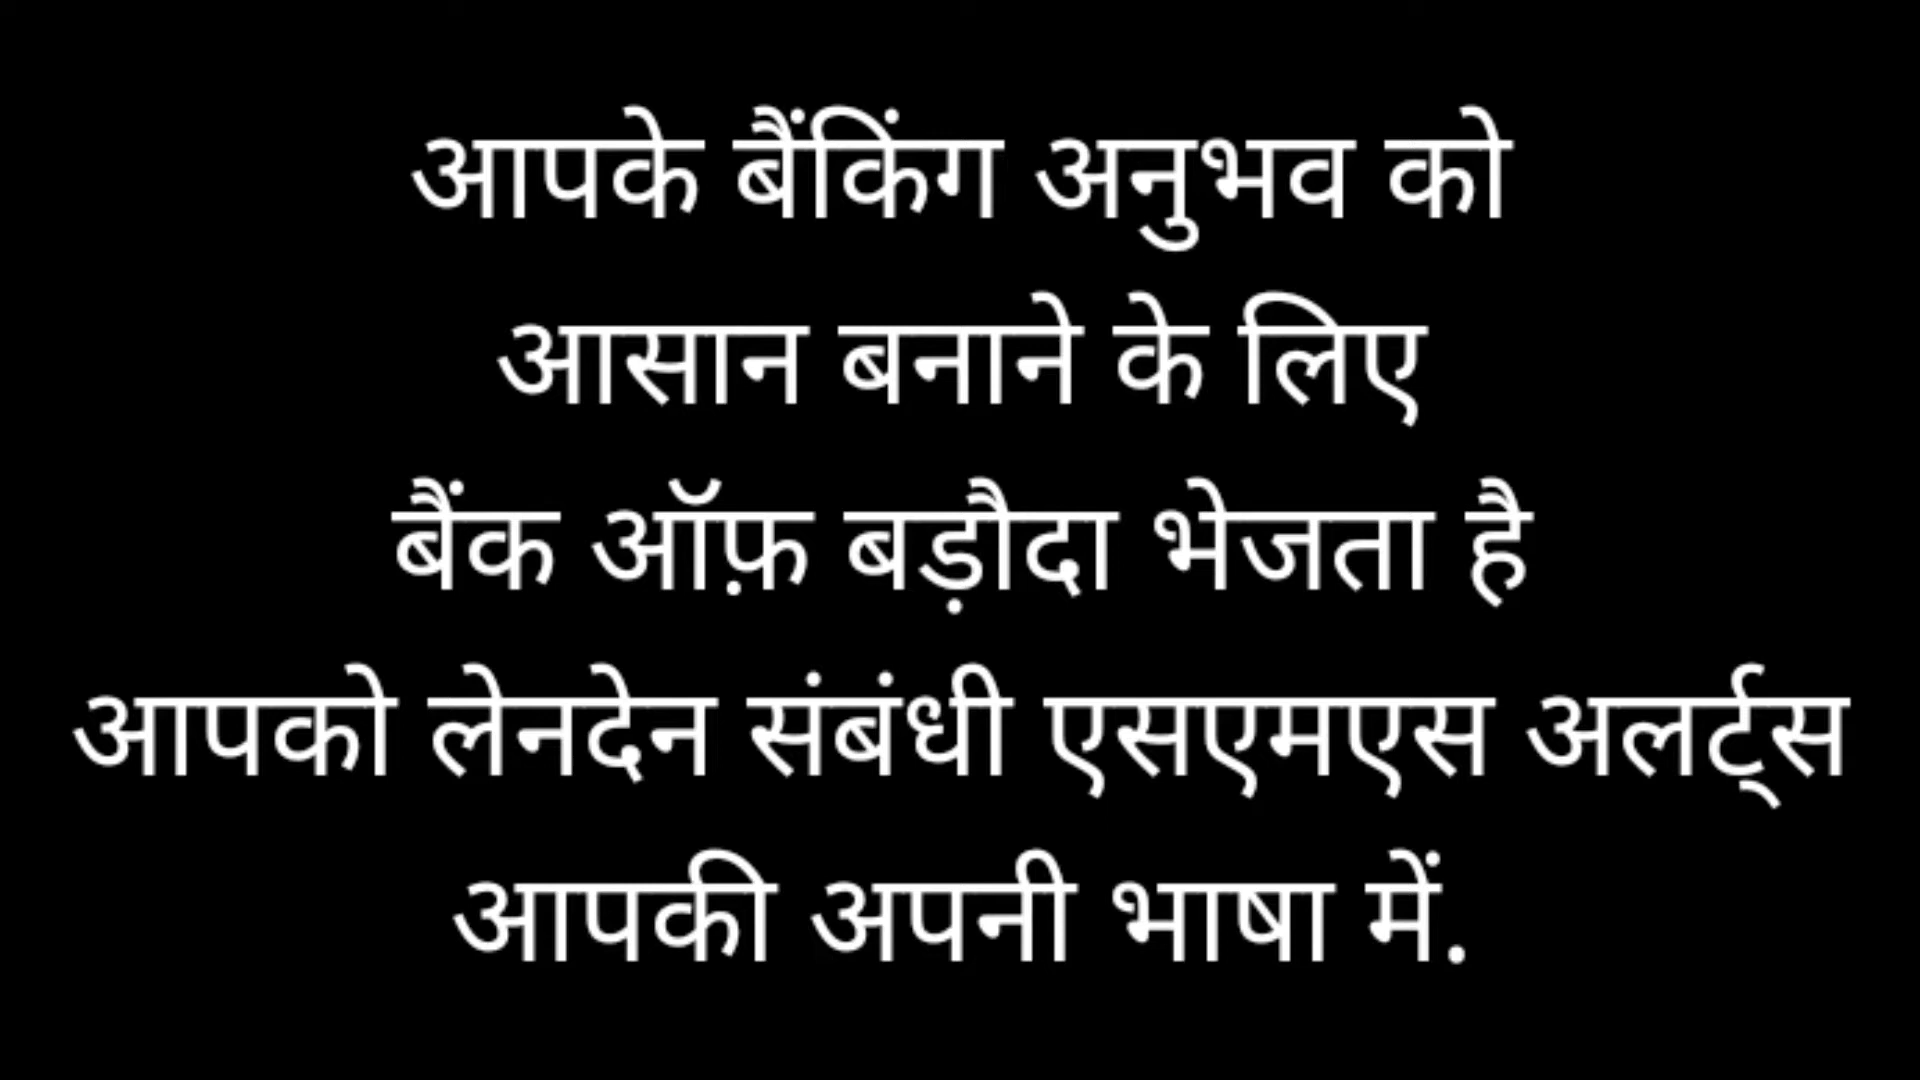 आपके बैंकिंग अनुभव को
आसान बनाने के लिए
बैंक ऑफ़ बड़ौदा भेजता है
आपको लेनदेन संबंधी एसएमएस अलर्ट्स
आपकी अपनी भाषा में.